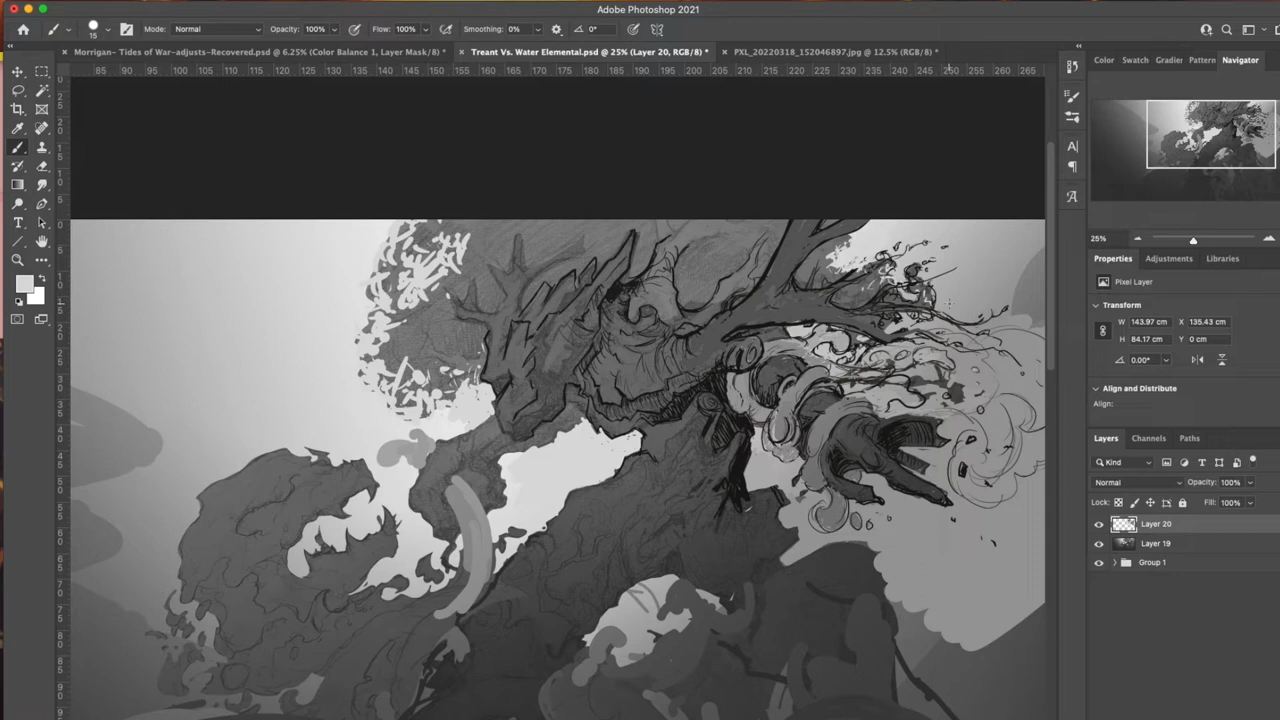 Adobe Photoshop 2021
15 Mode: Normal Opacity: 100% Flow: 100% Smoothing: 0% 0°
× Morrigan- Tides of War-adjusts-Recovered.psd @ 6.25% (Color Balance 1, Layer Mask/8) * × Treant Vs. Water Elemental.psd @ 25% (Layer 20, RGB/8) * × PXL_20220318_152046897.jpg @ 12.5% (RGB/8) *
85 90 95 100 105 110 115 120 125 130 135 140 145 150 155 160 165 170 175 180 185 190 195 200 205 210 215 220 225 230 235 240 245 250 255 260 265
Color Swatch Gradier Pattern Navigator
25%
Properties Adjustments Libraries
Pixel Layer
Transform
W 143.97 cm X 135.43 cm
H 84.17 cm Y 0 cm
0.00°
Align and Distribute
Align:
Layers Channels Paths
Kind
Normal Opacity: 100%
Lock: Fill: 100%
Layer 20
Layer 19
Group 1